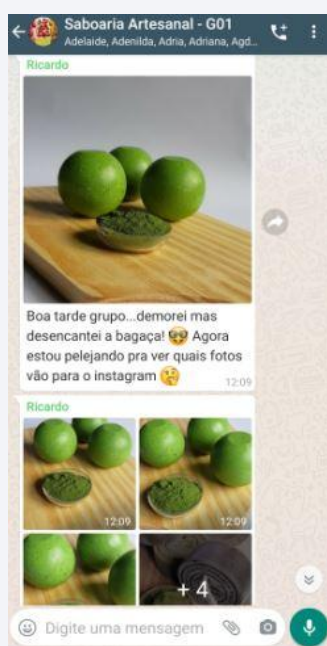 Saboaria Artesanal - G01
Adelaide, Adenilda, Adria, Adriana, Agd...
Ricardo
Boa tarde grupo...demorei mas
desencantei a bagaça! 🤓 Agora
estou pelejando pra ver quais fotos
vão para o instagram 🤔
12:09
Ricardo
12:09
12:09
+ 4
Digite uma mensagem